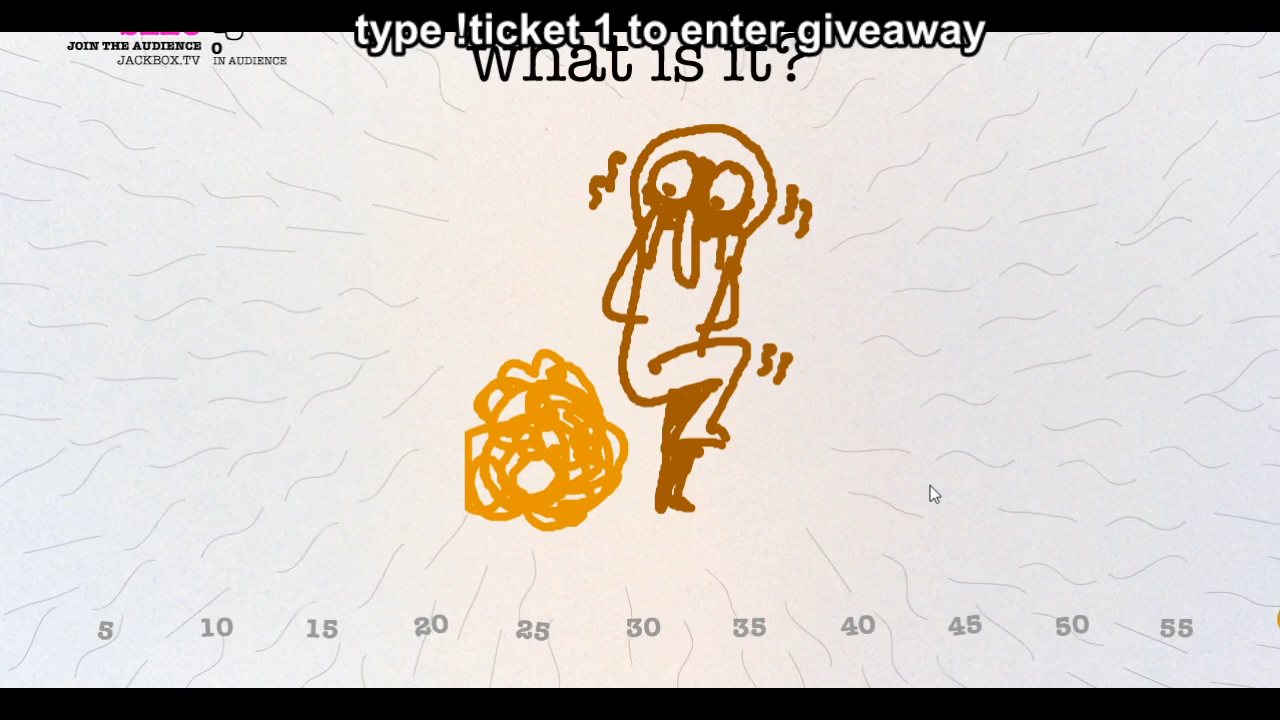 type !ticket 1 to enter giveaway
JOIN THE AUDIENCE
0
JACKBOX.TV
IN AUDIENCE
what is it?
5 10 15 20 25 30 35 40 45 50 55